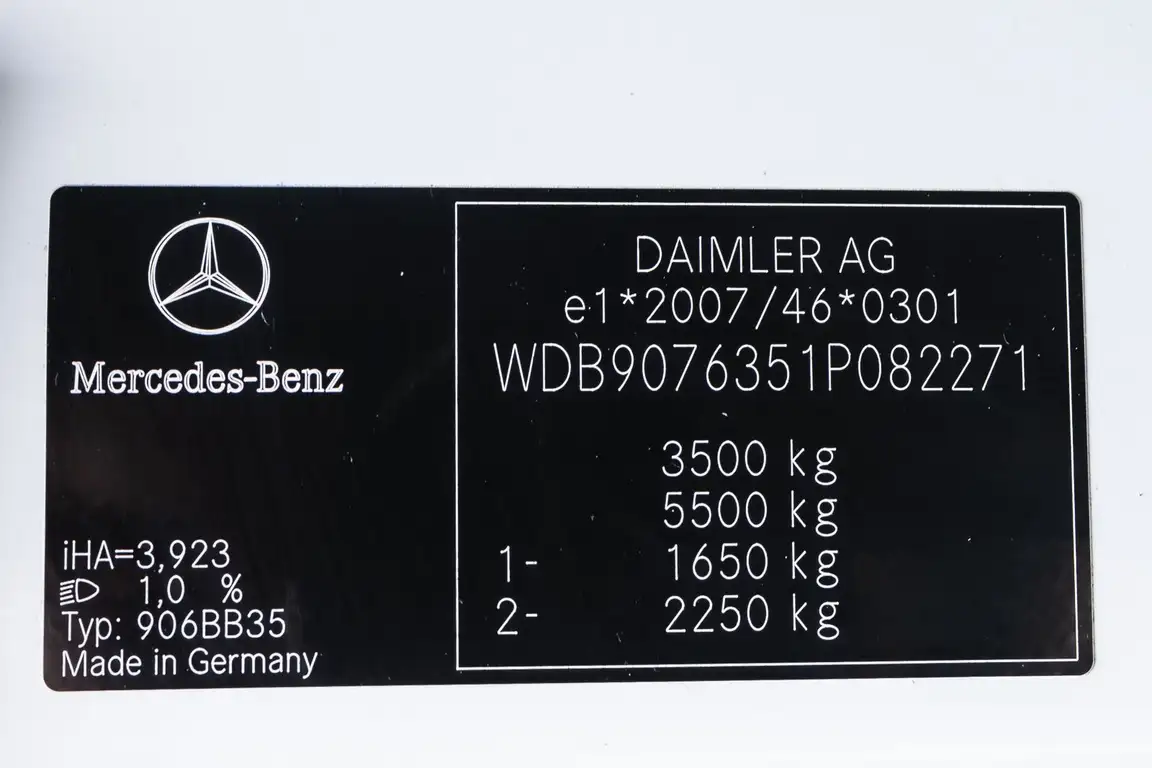 Mercedes-Benz
iHA=3,923
1,0 %
Typ: 906BB35
Made in Germany
DAIMLER AG
e1*2007/46*0301
WDB9076351P082271
3500 kg
5500 kg
1- 1650 kg
2- 2250 kg